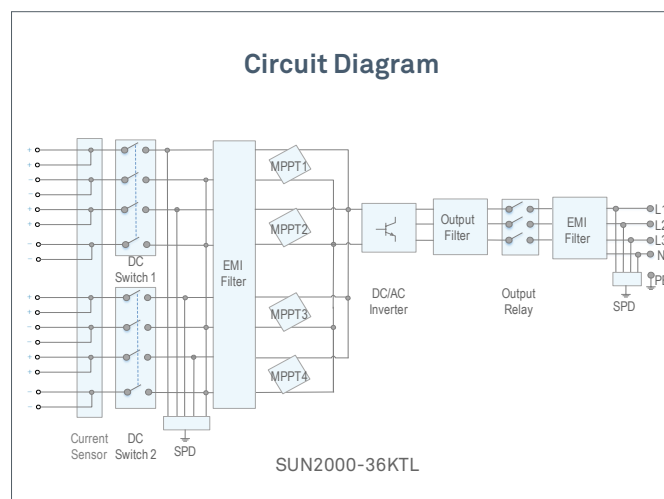 Circuit Diagram
+
+
-
-
+
+
-
-
+
+
-
-
+
+
-
-
Current
Sensor
DC
Switch 1
DC
Switch 2
SPD
EMI
Filter
MPPT1
MPPT2
MPPT3
MPPT4
DC/AC
Inverter
Output
Filter
Output
Relay
EMI
Filter
SPD
L1
L2
L3
N
PE
SUN2000-36KTL